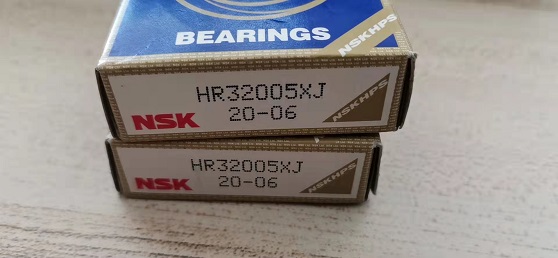 BEARINGS
NSKHPS
HR32005XJ
20-06
NSK
NSKHPS
HR32005XJ
20-06
NSK
NSKHPS